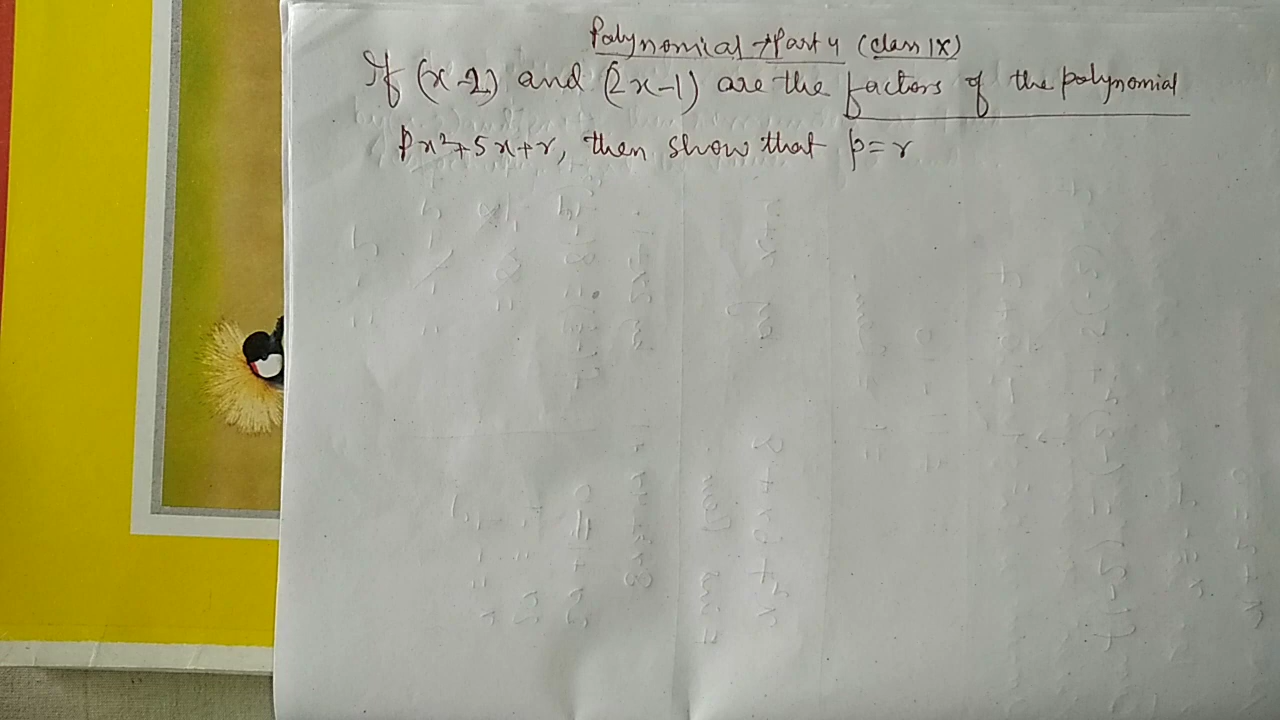 Polynomial → Part 4 (class IX)
If (x-2) and (2x-1) are the factors of the polynomial
px²+5x+r, then show that p=r